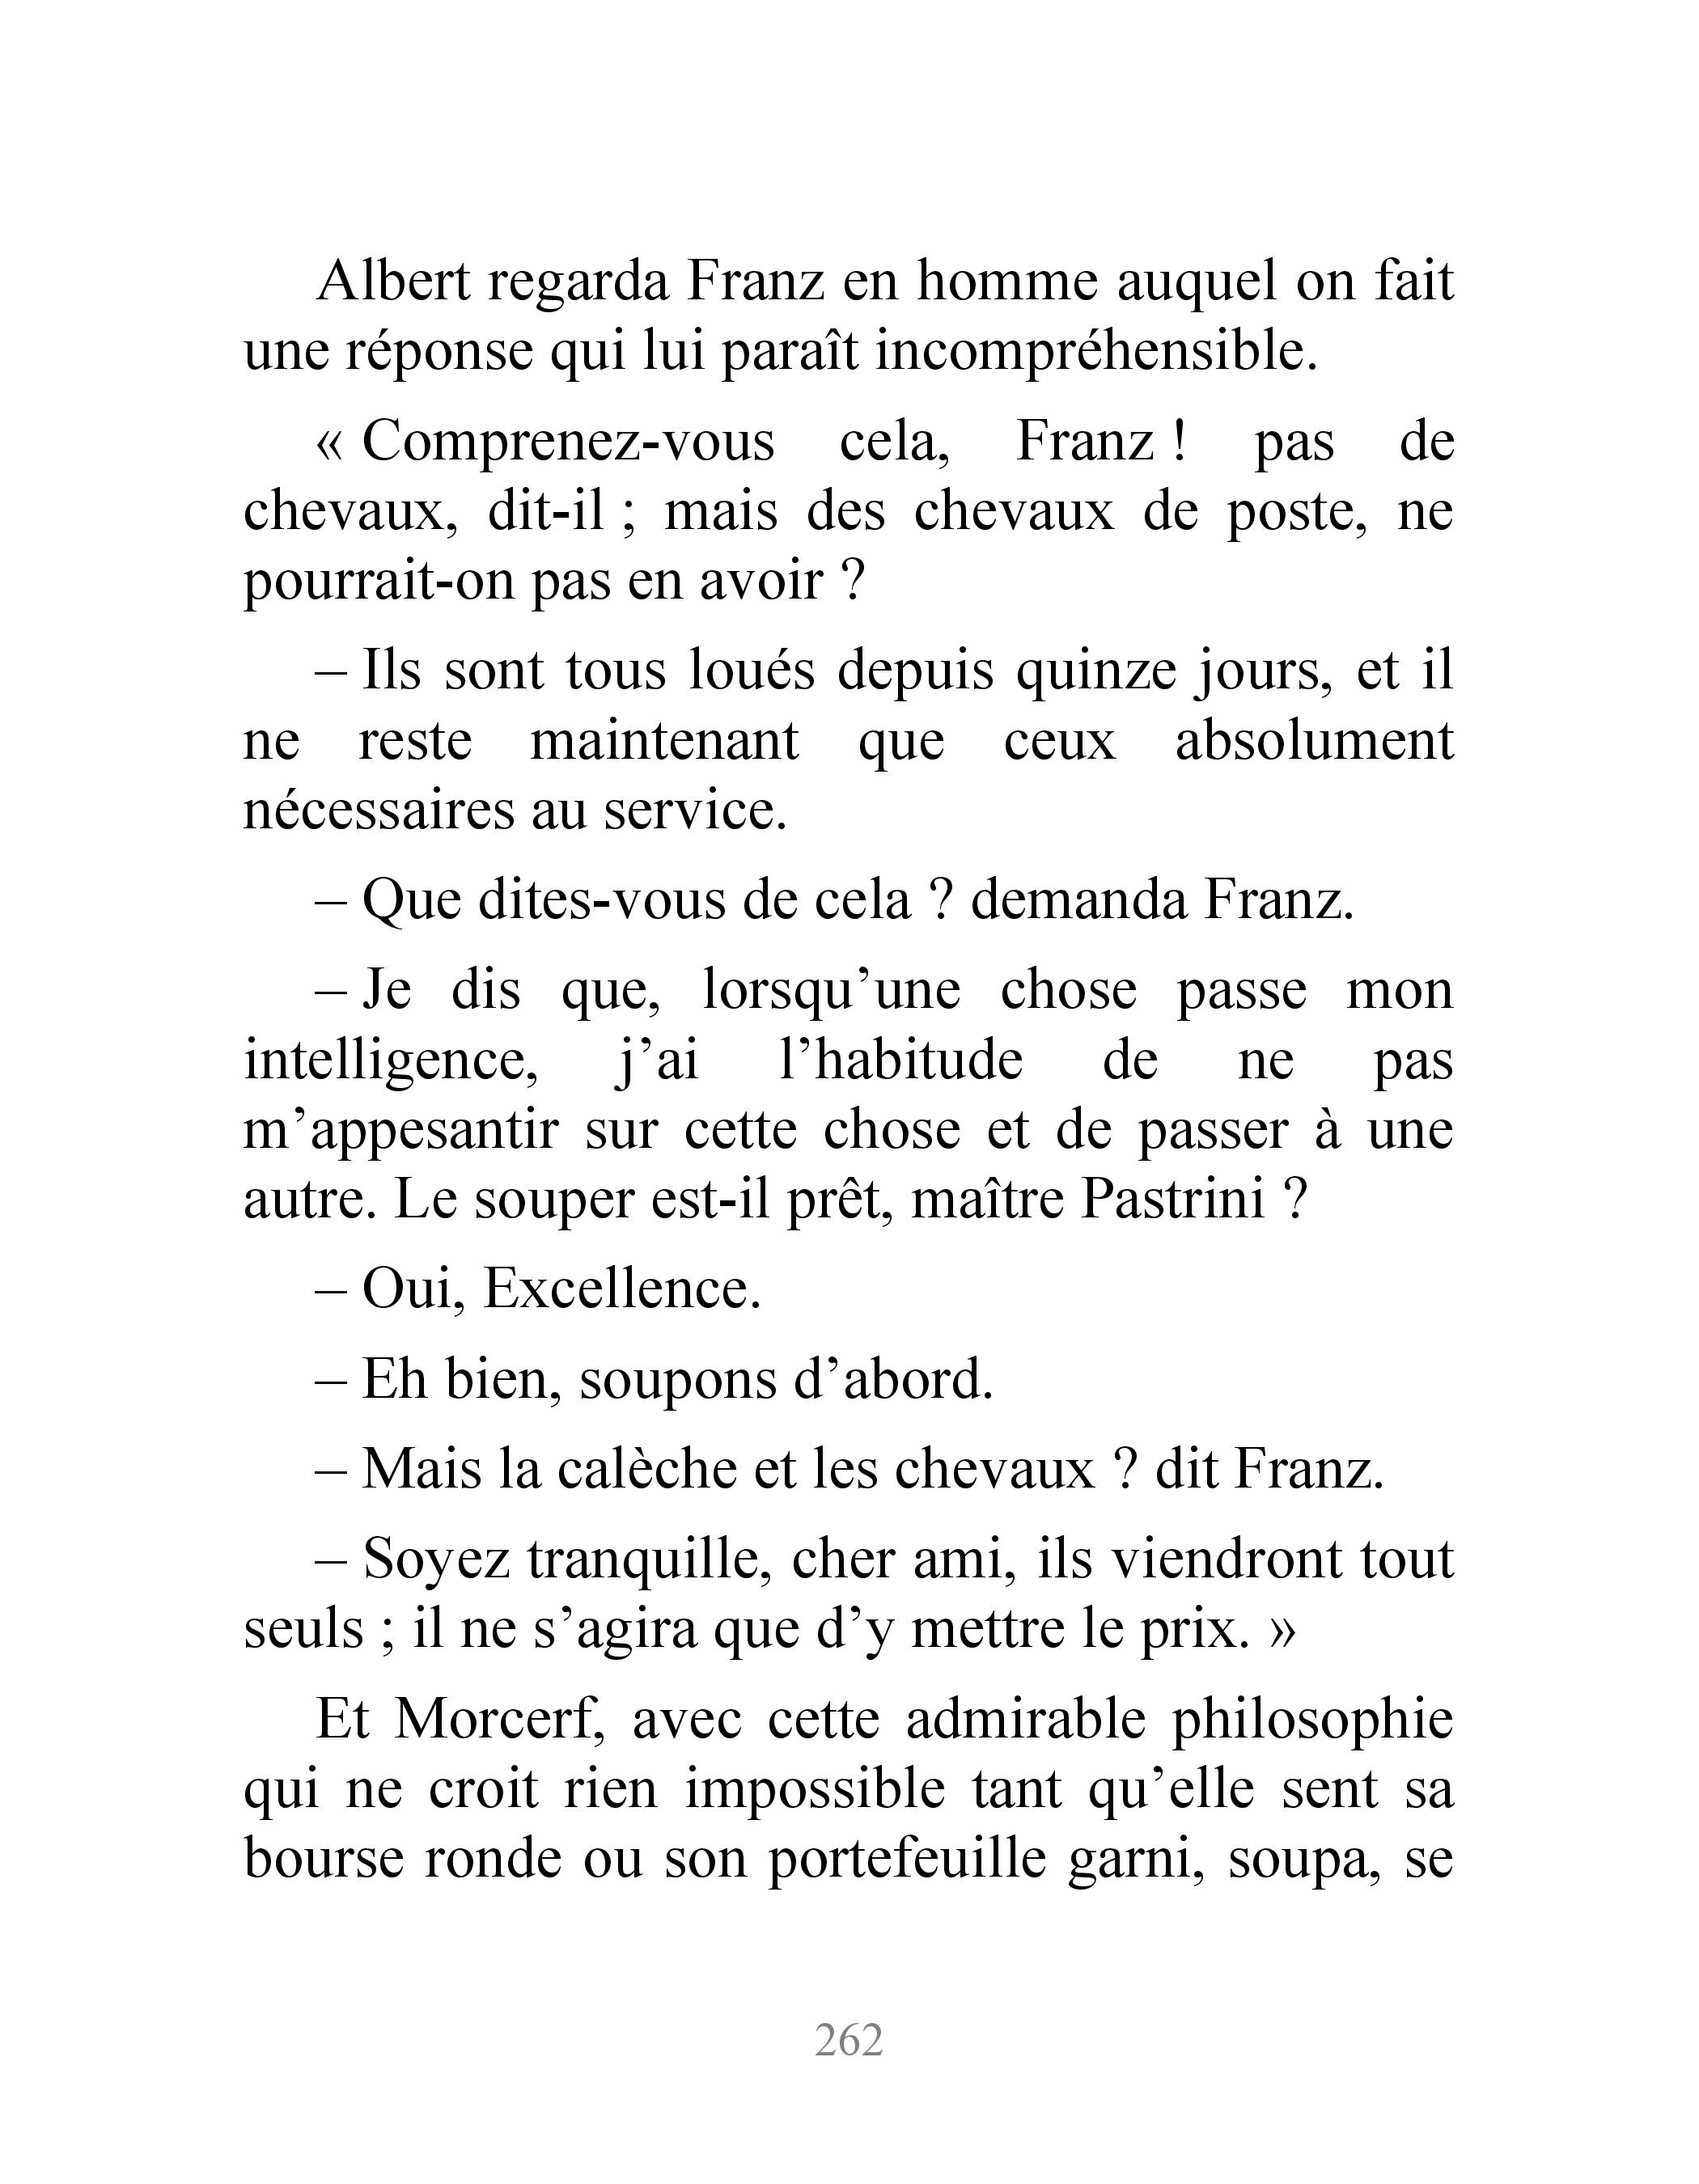 Albert regarda Franz en homme auquel on fait
une réponse qui lui paraît incompréhensible.
« Comprenez-vous cela, Franz ! pas de
chevaux, dit-il ; mais des chevaux de poste, ne
pourrait-on pas en avoir ?
– Ils sont tous loués depuis quinze jours, et il
ne reste maintenant que ceux absolument
nécessaires au service.
– Que dites-vous de cela ? demanda Franz.
– Je dis que, lorsqu’une chose passe mon
intelligence, j’ai l’habitude de ne pas
m’appesantir sur cette chose et de passer à une
autre. Le souper est-il prêt, maître Pastrini ?
– Oui, Excellence.
– Eh bien, soupons d’abord.
– Mais la calèche et les chevaux ? dit Franz.
– Soyez tranquille, cher ami, ils viendront tout
seuls ; il ne s’agira que d’y mettre le prix. »
Et Morcerf, avec cette admirable philosophie
qui ne croit rien impossible tant qu’elle sent sa
bourse ronde ou son portefeuille garni, soupa, se
262